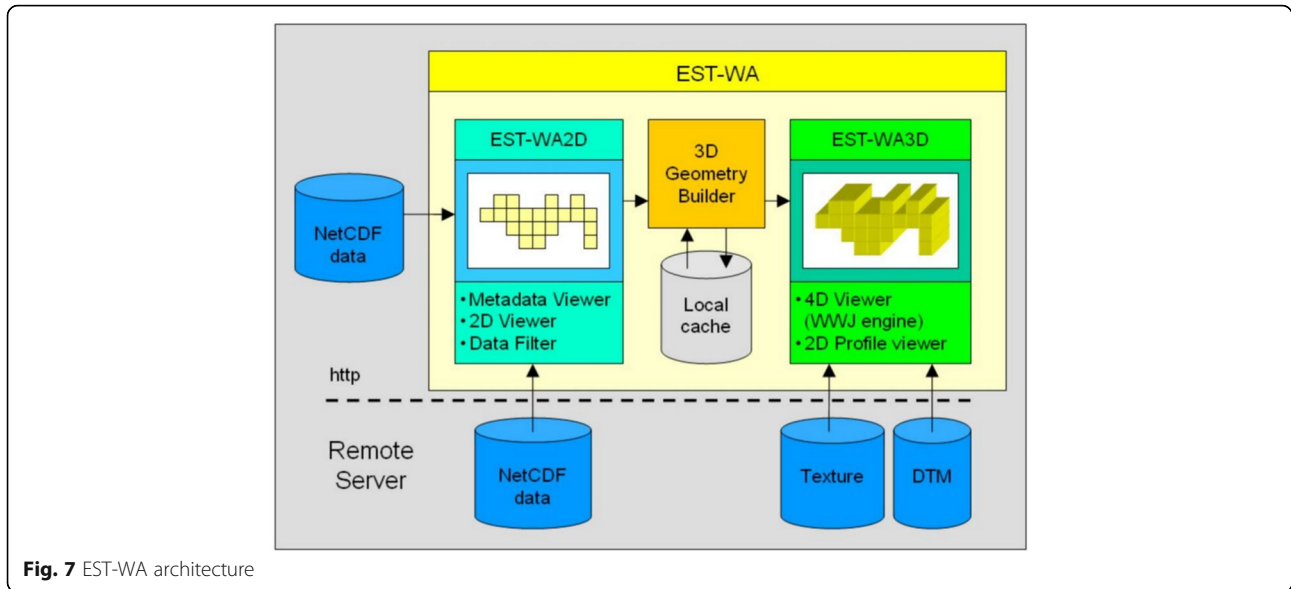 EST-WA
EST-WA2D
3D
Geometry
Builder
EST-WA3D
NetCDF
data
• Metadata Viewer
• 2D Viewer
• Data Filter
Local
cache
• 4D Viewer
(WWJ engine)
• 2D Profile viewer
http
Remote
Server
NetCDF
data
Texture
DTM
Fig. 7 EST-WA architecture